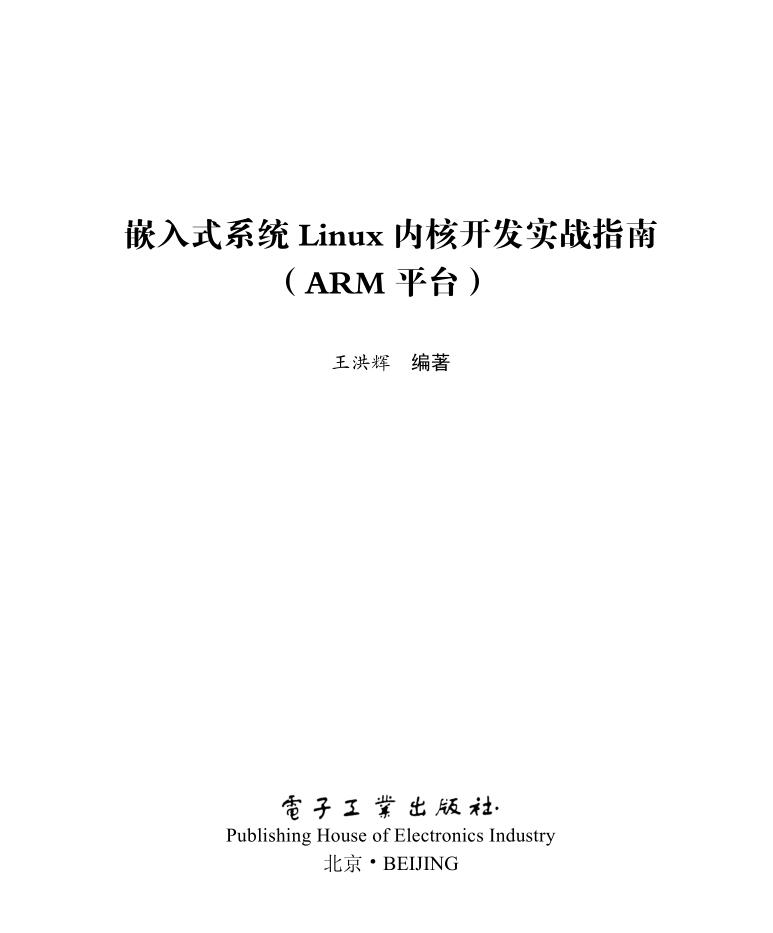 嵌入式系统 Linux 内核开发实战指南
（ARM 平台）
王洪辉 编著
電子工業出版社·
Publishing House of Electronics Industry
北京·BEIJING